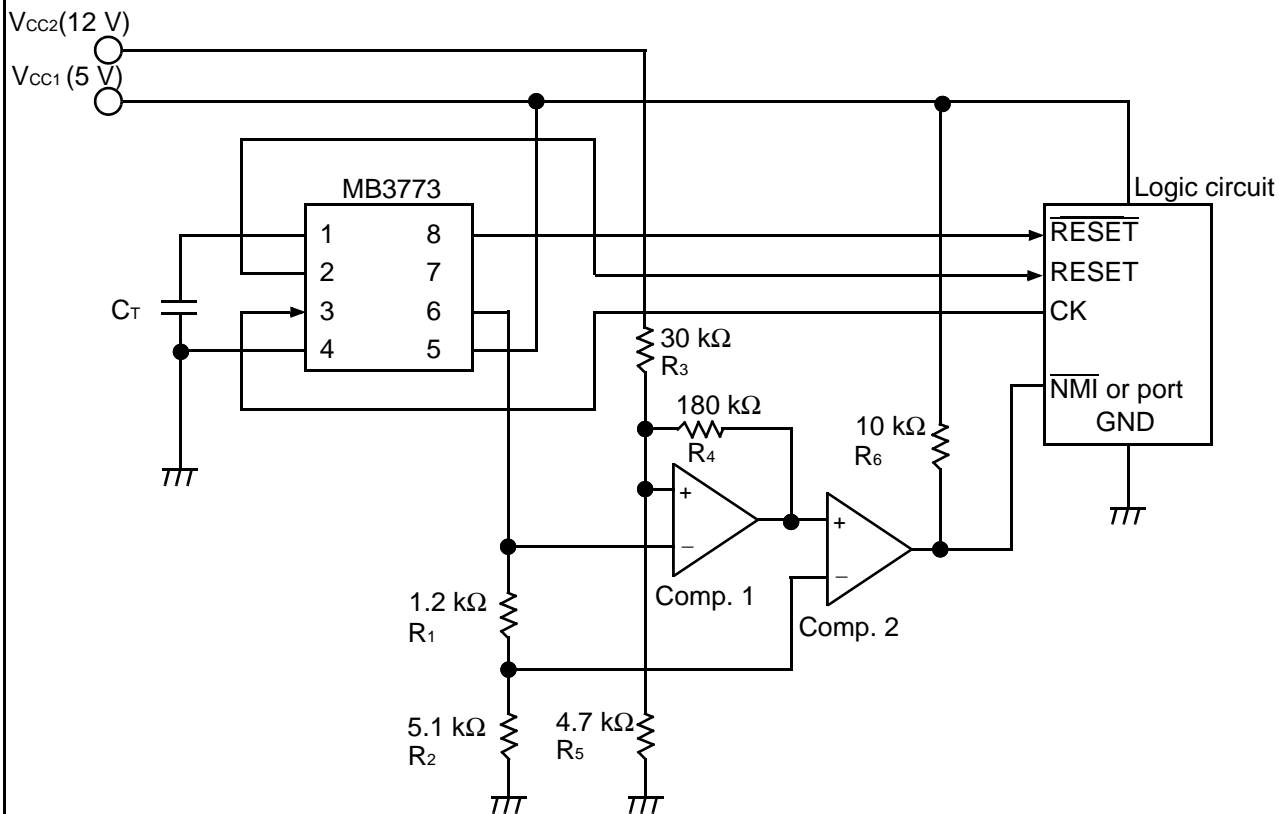 VCC2(12 V)
VCC1 (5 V)
MB3773
Logic circuit
1 8
2 7
3 6
4 5
RESET
RESET
CK
NMI or port
GND
CT
30 kΩ
R3
180 kΩ
R4
10 kΩ
R6
+
−
Comp. 1
+
−
Comp. 2
1.2 kΩ
R1
5.1 kΩ
R2
4.7 kΩ
R5